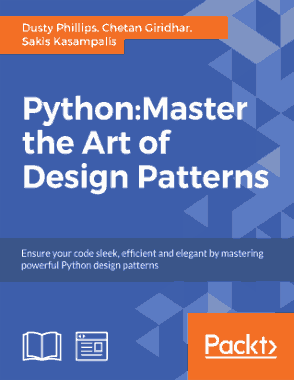 Dusty Phillips. Chetan Giridhar.
Sakis Kasampalis
Python:Master
the Art of
Design Patterns
Ensure your code sleek, efficient and elegant by mastering
powerful Python design patterns
Packt>